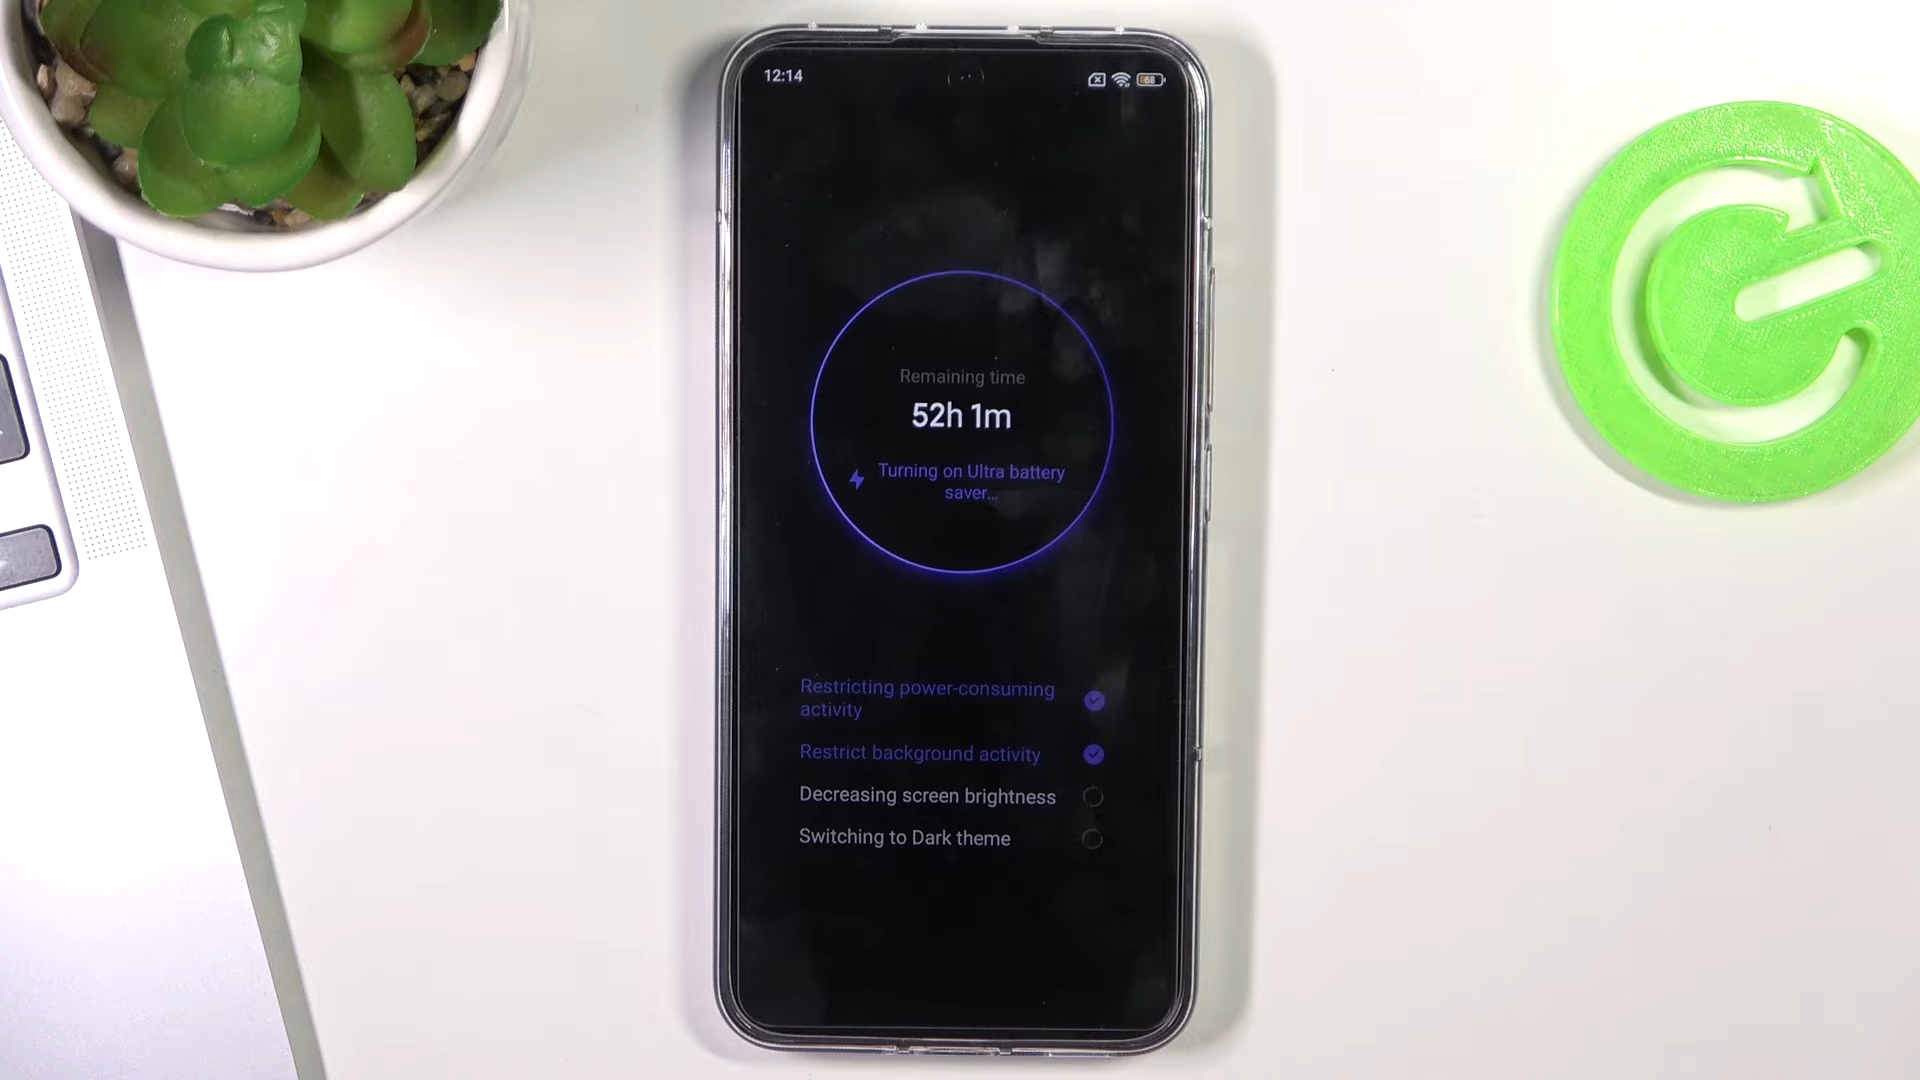 12:14
68
Remaining time
52h 1m
Turning on Ultra battery
saver...
Restricting power-consuming
activity
Restrict background activity
Decreasing screen brightness
Switching to Dark theme